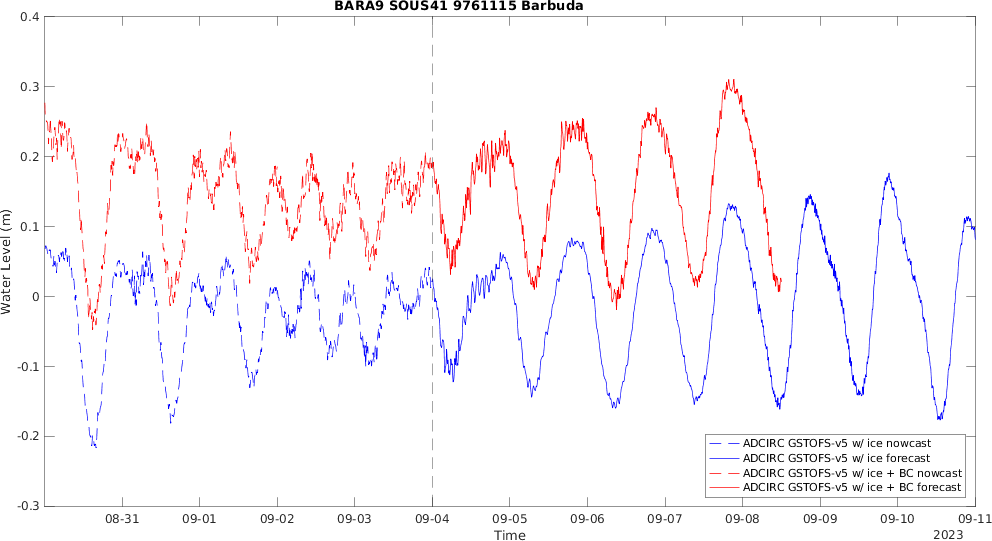 BARA9 SOUS41 9761115 Barbuda
0.4
0.3
0.2
0.1
0
-0.1
-0.2
-0.3
Water Level (m)
08-31 09-01 09-02 09-03 09-04 09-05 09-06 09-07 09-08 09-09 09-10 09-11
Time
2023
ADCIRC GSTOFS-v5 w/ ice nowcast
ADCIRC GSTOFS-v5 w/ ice forecast
ADCIRC GSTOFS-v5 w/ ice + BC nowcast
ADCIRC GSTOFS-v5 w/ ice + BC forecast